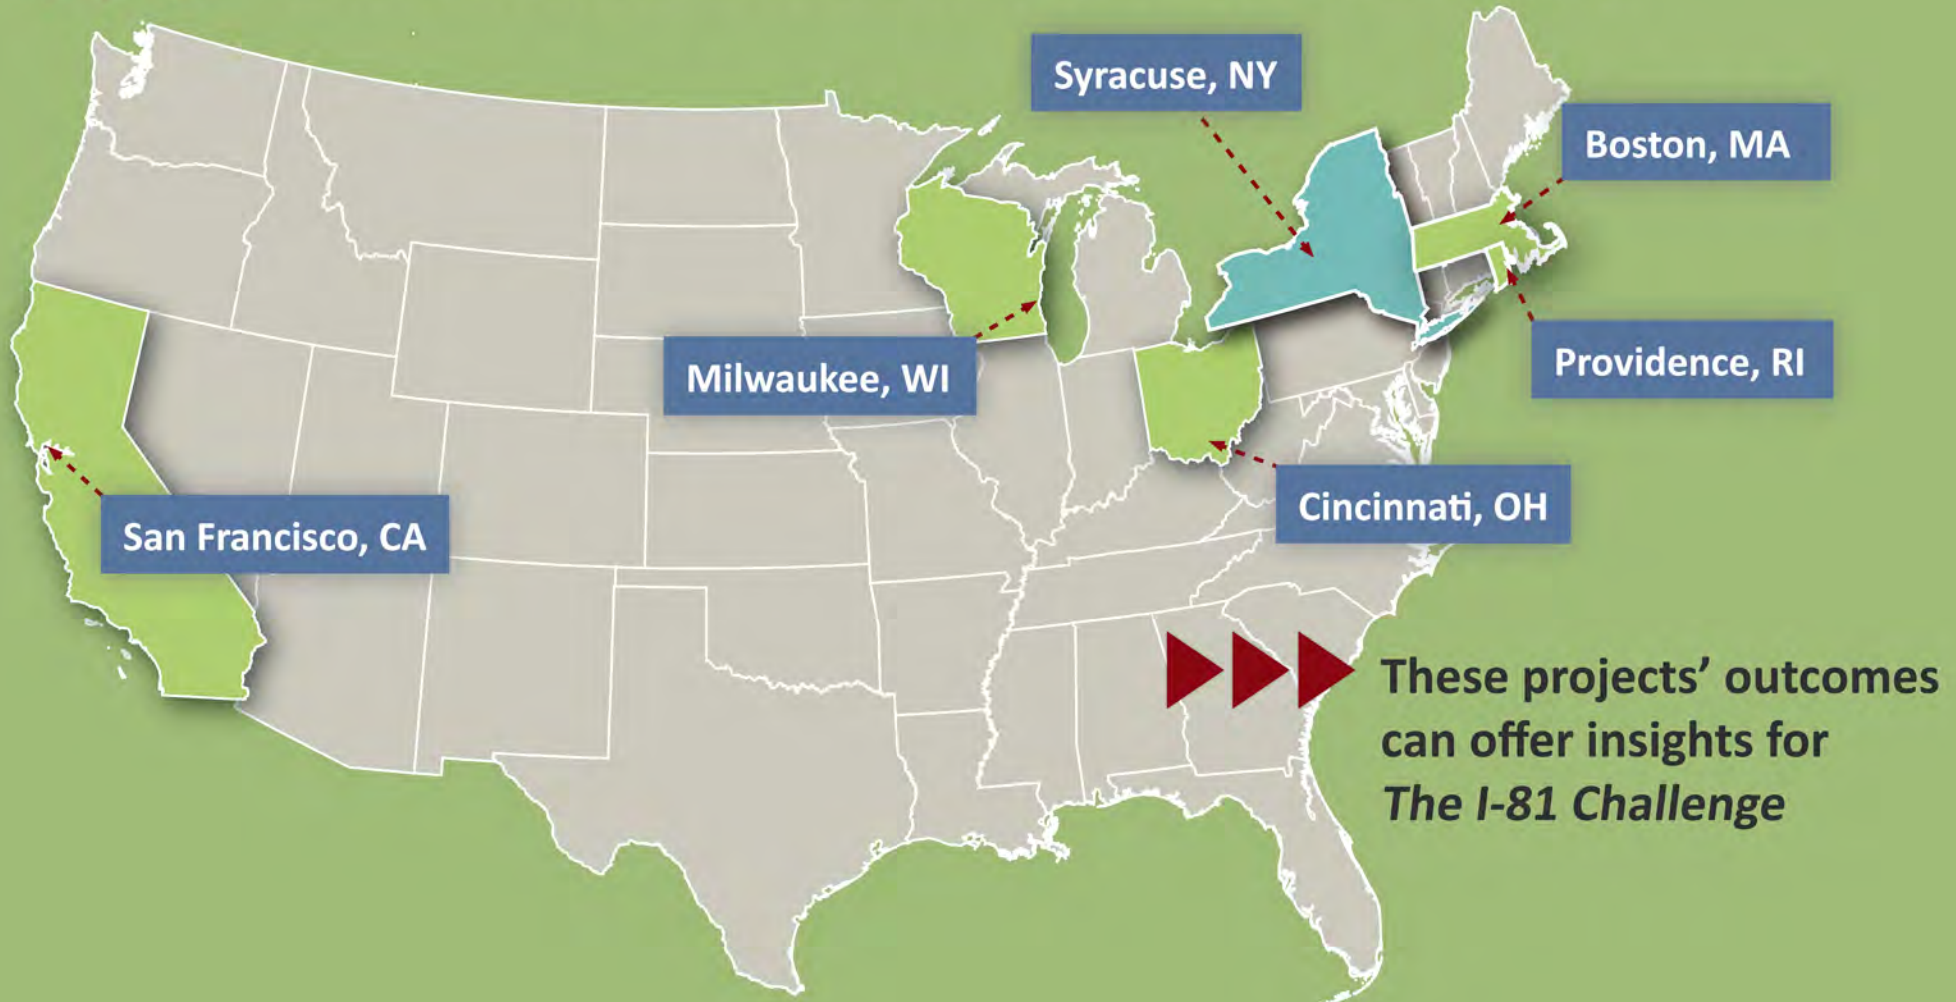 Syracuse, NY
Boston, MA
Providence, RI
Milwaukee, WI
Cincinnati, OH
San Francisco, CA
These projects’ outcomes
can offer insights for
The I-81 Challenge